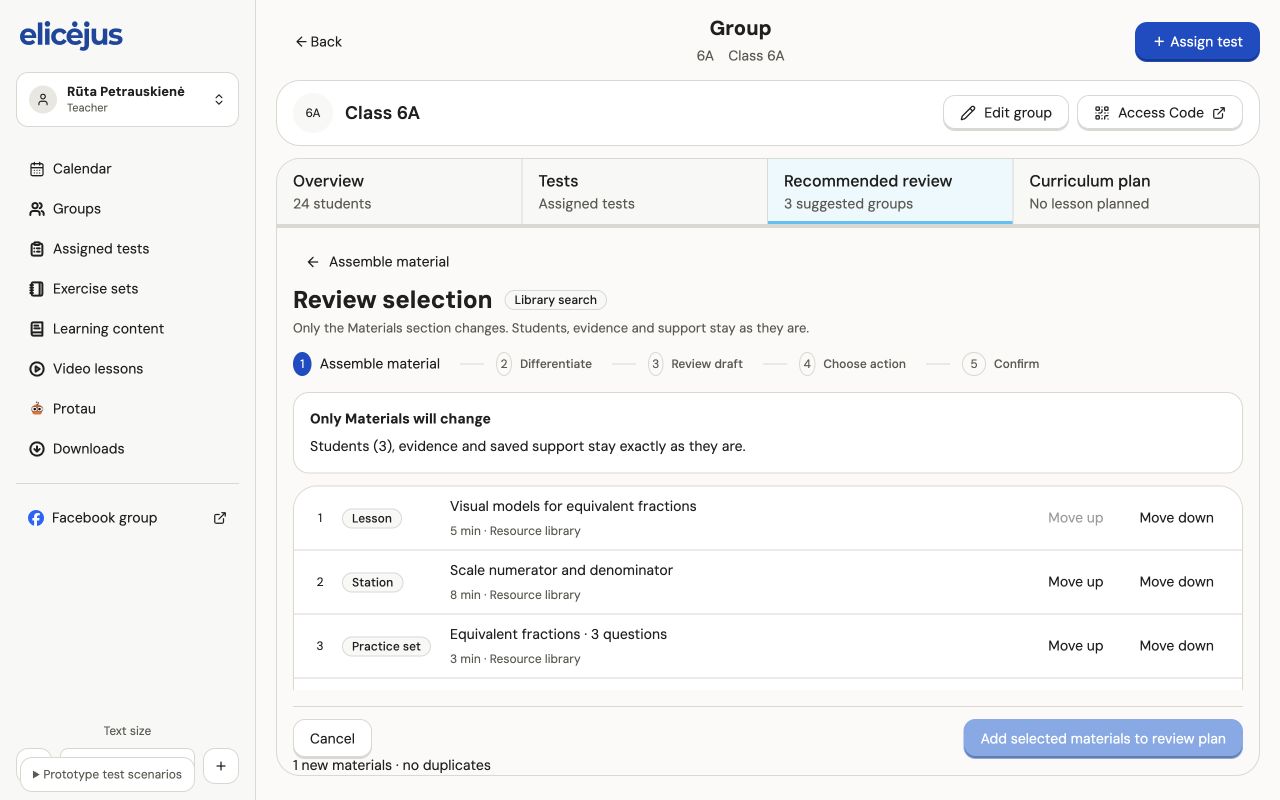 elicėjus
Rūta Petrauskienė
Teacher
Calendar
Groups
Assigned tests
Exercise sets
Learning content
Video lessons
Protau
Downloads
Facebook group
Text size
Prototype test scenarios
+
← Back
Group
6A Class 6A
+ Assign test
6A Class 6A
Edit group
Access Code
Overview
24 students
Tests
Assigned tests
Recommended review
3 suggested groups
Curriculum plan
No lesson planned
← Assemble material
Review selection Library search
Only the Materials section changes. Students, evidence and support stay as they are.
1 Assemble material 2 Differentiate 3 Review draft 4 Choose action 5 Confirm
Only Materials will change
Students (3), evidence and saved support stay exactly as they are.
1 Lesson Visual models for equivalent fractions Move up Move down
5 min · Resource library
2 Station Scale numerator and denominator Move up Move down
8 min · Resource library
3 Practice set Equivalent fractions · 3 questions Move up Move down
3 min · Resource library
Cancel Add selected materials to review plan
1 new materials · no duplicates